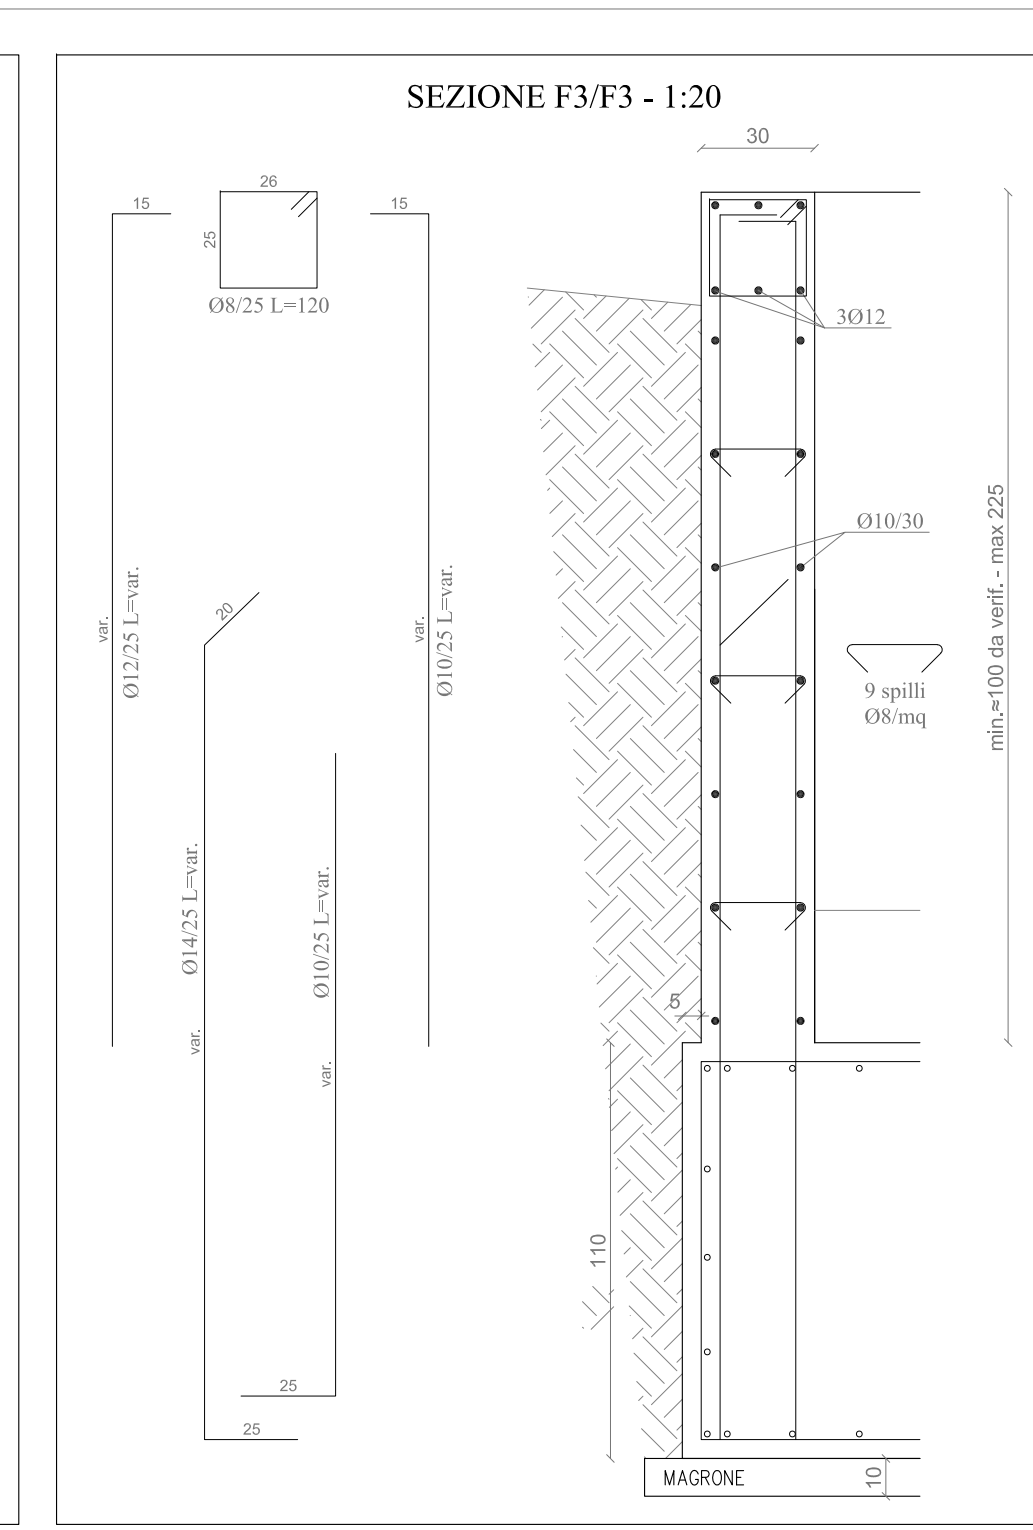 SEZIONE F3/F3 - 1:20
30
26
15
15
25
Ø8/25 L=120
3Ø12
Ø10/30
min.≈100 da verif. - max 225
var.
Ø12/25 L=var.
20
var.
Ø10/25 L=var.
9 spilli
Ø8/mq
Ø14/25 L=var.
var.
Ø10/25 L=var.
var.
5
110
25
25
MAGRONE
10